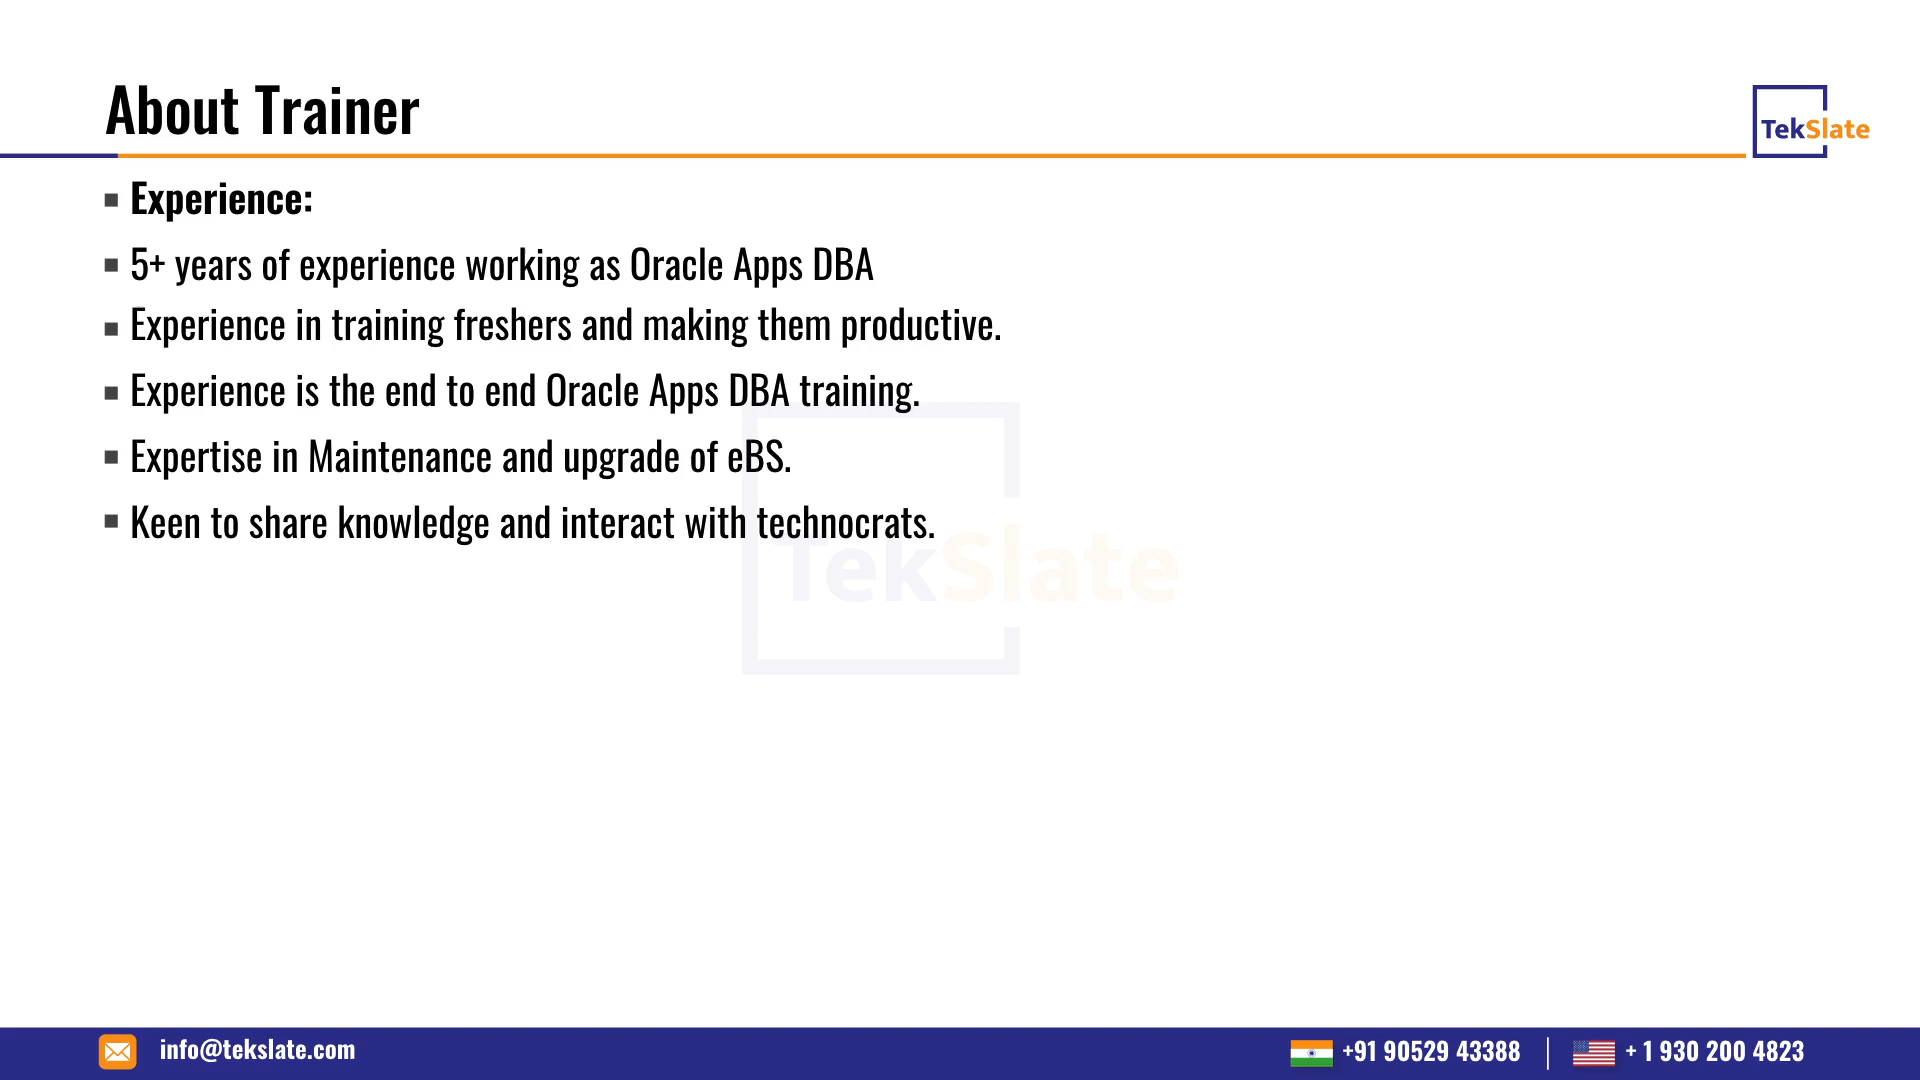 About Trainer
TekSlate
Experience:
5+ years of experience working as Oracle Apps DBA
Experience in training freshers and making them productive.
Experience is the end to end Oracle Apps DBA training.
Expertise in Maintenance and upgrade of eBS.
Keen to share knowledge and interact with technocrats.
TekSlate
info@tekslate.com
+91 90529 43388
+ 1 930 200 4823